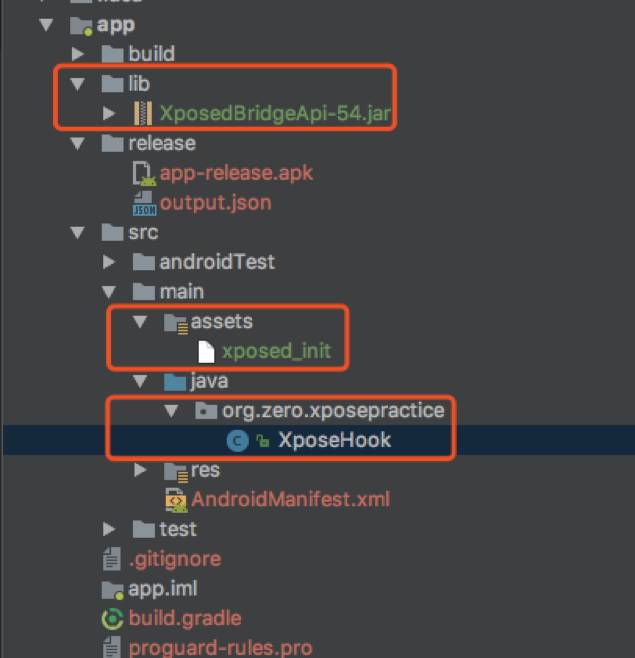 app
build
lib
XposedBridgeApi-54.jar
release
app-release.apk
JSON output.json
src
androidTest
main
assets
xposed_init
java
org.zero.xposepractice
C XposeHook
res
AndroidManifest.xml
test
.gitignore
app.iml
build.gradle
proguard-rules.pro